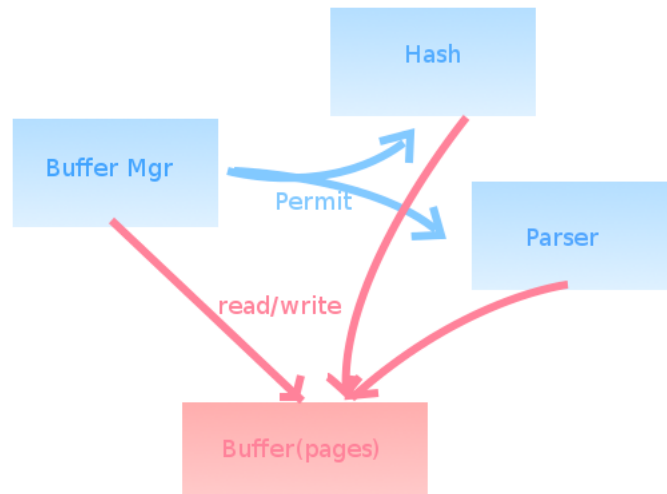 Hash
Buffer Mgr
Permit
Parser
read/write
Buffer(pages)